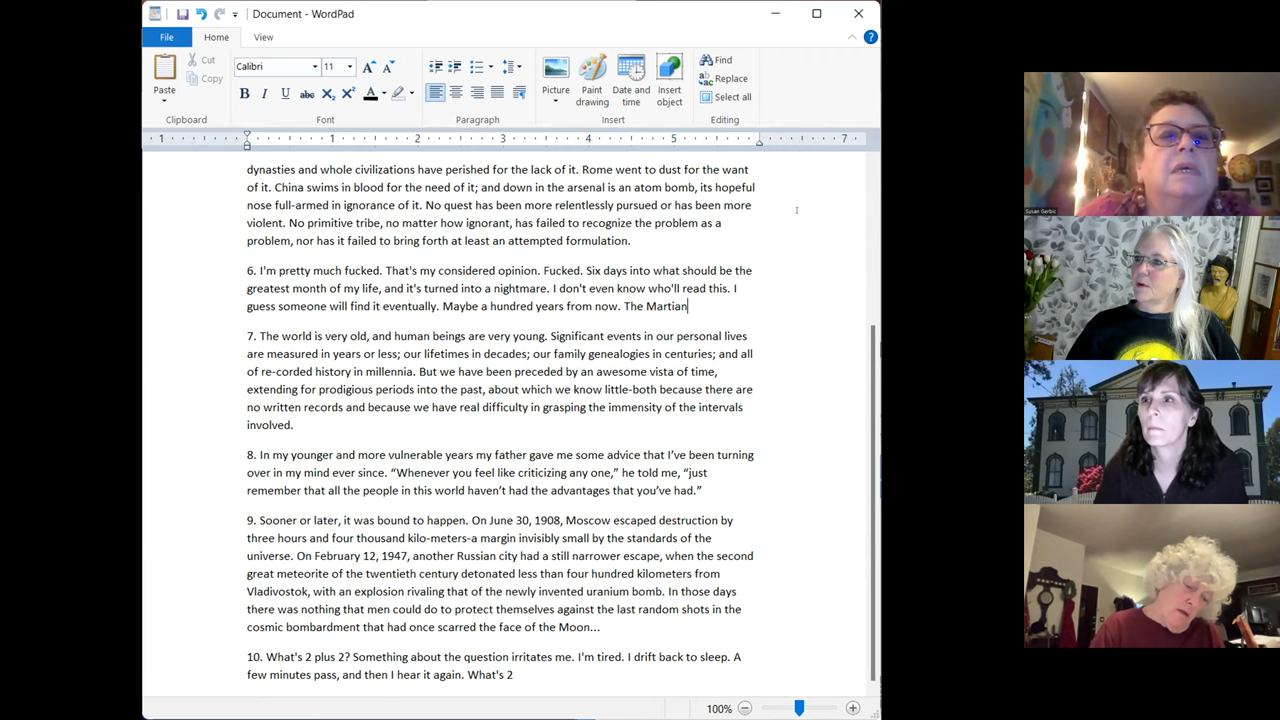 Document - WordPad
File
Home
View
Paste
Cut
Copy
Clipboard
Calibri
11
B I U abc X₂ X² A
Font
Paragraph
Picture
Paint drawing
Date and time
Insert object
Insert
Find
Replace
Select all
Editing
1 1 2 3 4 5 7
dynasties and whole civilizations have perished for the lack of it. Rome went to dust for the want
of it. China swims in blood for the need of it; and down in the arsenal is an atom bomb, its hopeful
nose full-armed in ignorance of it. No quest has been more relentlessly pursued or has been more
violent. No primitive tribe, no matter how ignorant, has failed to recognize the problem as a
problem, nor has it failed to bring forth at least an attempted formulation.
6. I'm pretty much fucked. That's my considered opinion. Fucked. Six days into what should be the
greatest month of my life, and it's turned into a nightmare. I don't even know who'll read this. I
guess someone will find it eventually. Maybe a hundred years from now. The Martian
7. The world is very old, and human beings are very young. Significant events in our personal lives
are measured in years or less; our lifetimes in decades; our family genealogies in centuries; and all
of re-corded history in millennia. But we have been preceded by an awesome vista of time,
extending for prodigious periods into the past, about which we know little-both because there are
no written records and because we have real difficulty in grasping the immensity of the intervals
involved.
8. In my younger and more vulnerable years my father gave me some advice that I've been turning
over in my mind ever since. “Whenever you feel like criticizing any one,” he told me, “just
remember that all the people in this world haven't had the advantages that you've had.”
9. Sooner or later, it was bound to happen. On June 30, 1908, Moscow escaped destruction by
three hours and four thousand kilo-meters-a margin invisibly small by the standards of the
universe. On February 12, 1947, another Russian city had a still narrower escape, when the second
great meteorite of the twentieth century detonated less than four hundred kilometers from
Vladivostok, with an explosion rivaling that of the newly invented uranium bomb. In those days
there was nothing that men could do to protect themselves against the last random shots in the
cosmic bombardment that had once scarred the face of the Moon...
10. What's 2 plus 2? Something about the question irritates me. I'm tired. I drift back to sleep. A
few minutes pass, and then I hear it again. What's 2
100%
Susan Gerbic